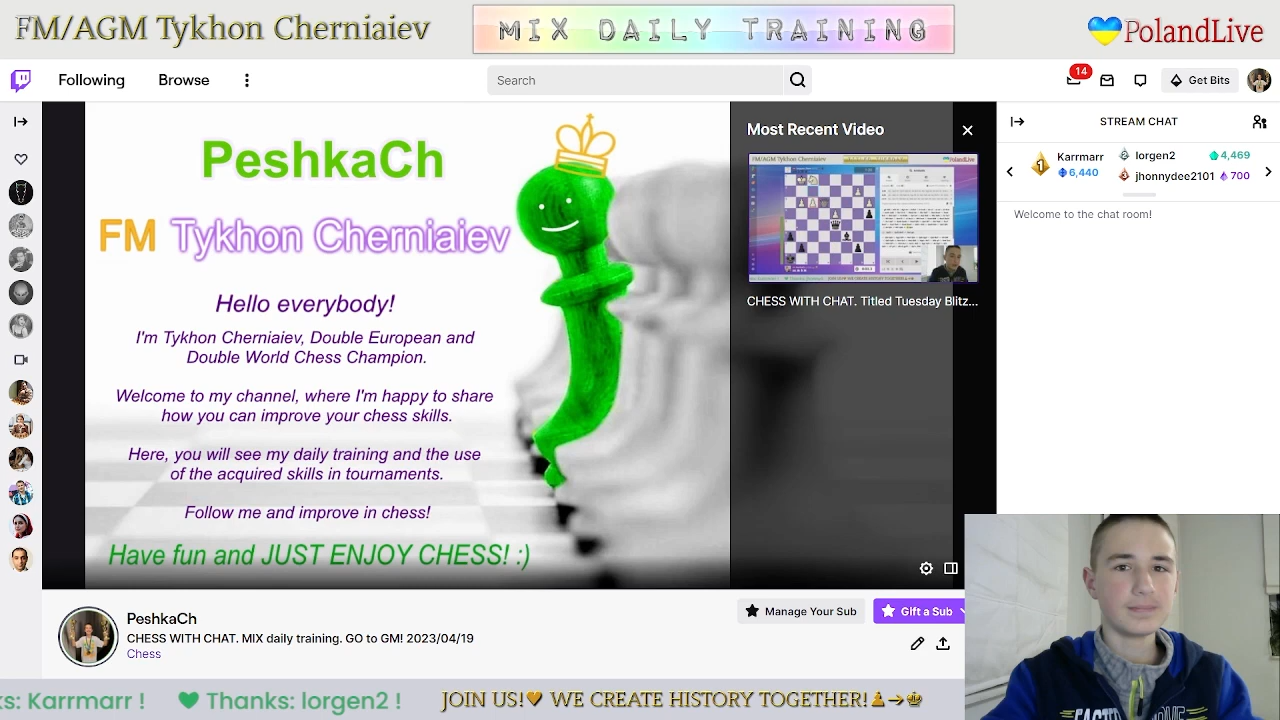 FM/AGM Tykhon Cherniaiev
MIX DAILY TRAINING
PolandLive
Following
Browse
Search
14
Get Bits
PeshkaCh
FM Tykhon Cherniaiev
Hello everybody!
I'm Tykhon Cherniaiev, Double European and
Double World Chess Champion.
Welcome to my channel, where I'm happy to share
how you can improve your chess skills.
Here, you will see my daily training and the use
of the acquired skills in tournaments.
Follow me and improve in chess!
Have fun and JUST ENJOY CHESS! :)
Most Recent Video
FM/AGM Tykhon Cherniaiev
PolandLive
CHESS WITH CHAT. Titled Tuesday Blitz...
STREAM CHAT
1
Karrmarr
6,440
lorgen2
4,469
jhonnydee2101
700
Welcome to room
PeshkaCh
CHESS WITH CHAT. MIX daily training. GO to GM! 2023/04/19
Chess
Manage Your Sub
Gift a Sub
ks: Karrmarr !
Thanks: lorgen2 !
JOIN US! WE CREATE HISTORY TOGETHER!